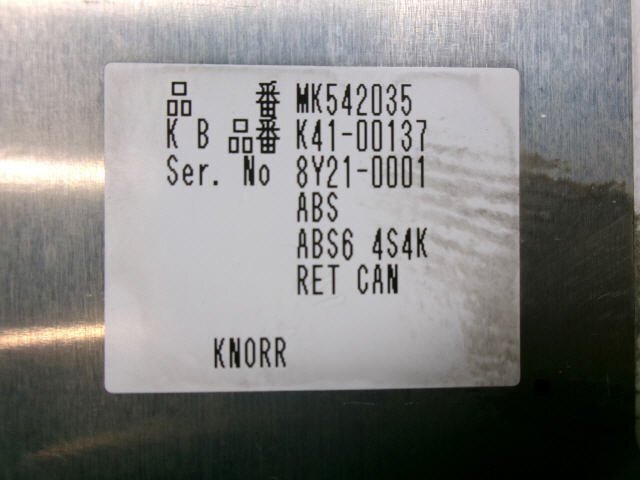 品 番 MK542035
K B 品番 K41-00137
Ser. No 8Y21-0001
ABS
ABS6 4S4K
RET CAN
KNORR